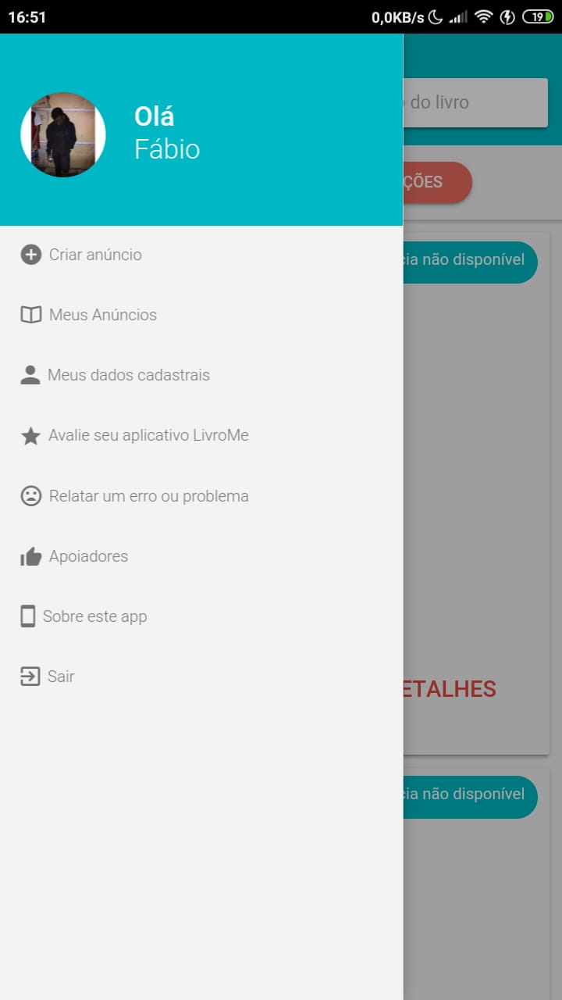 16:51
0,0KB/s
19
Olá
Fábio
do livro
ÇÕES
Criar anúncio
cia não disponível
Meus Anúncios
Meus dados cadastrais
Avalie seu aplicativo LivroMe
Relatar um erro ou problema
Apoiadores
Sobre este app
Sair
ETALHES
cia não disponível